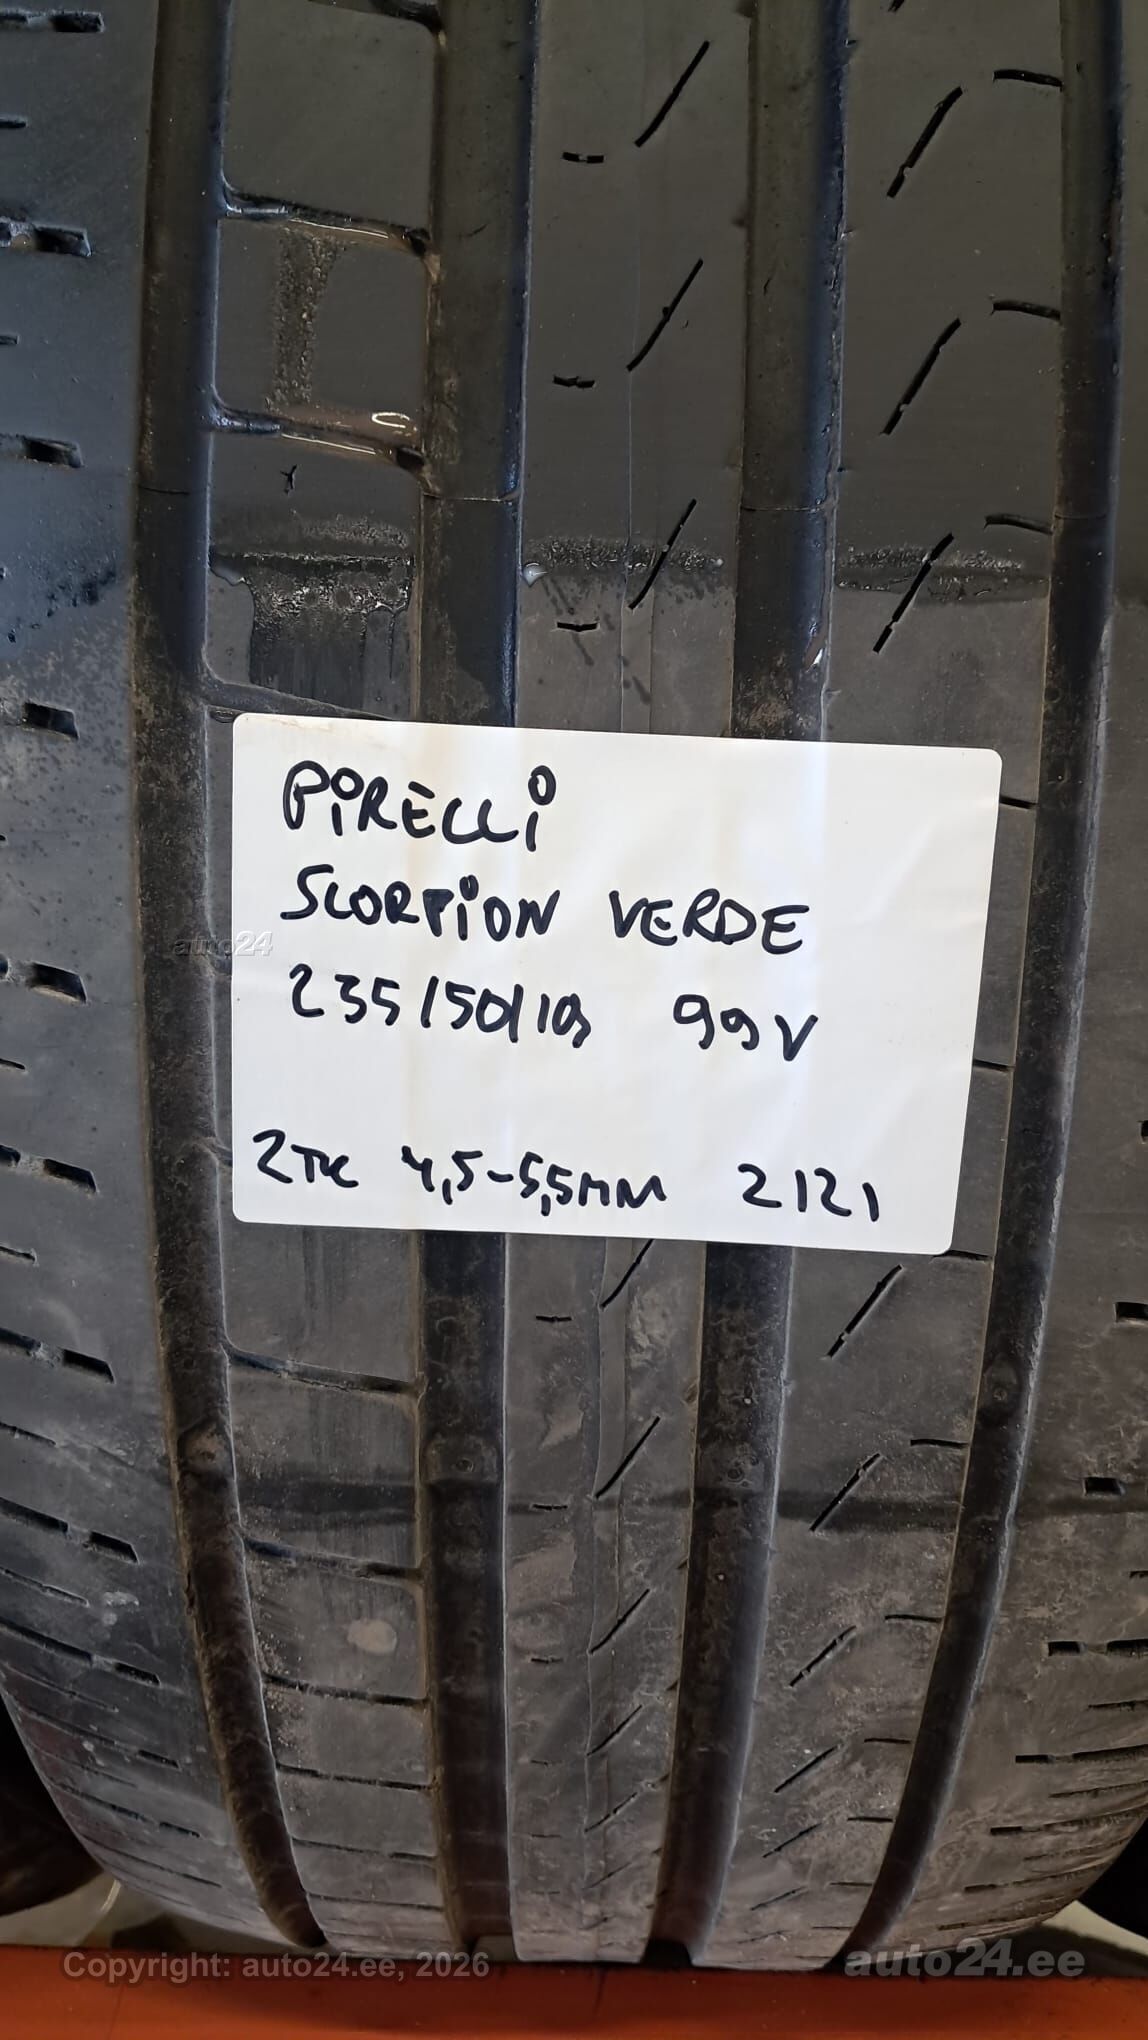 PIRELLI
SCORPION VERDE
auto24
235/50/19 99V
2TK 4,5-5,5MM 2121
Copyright: auto24.ee, 2026
auto24.ee